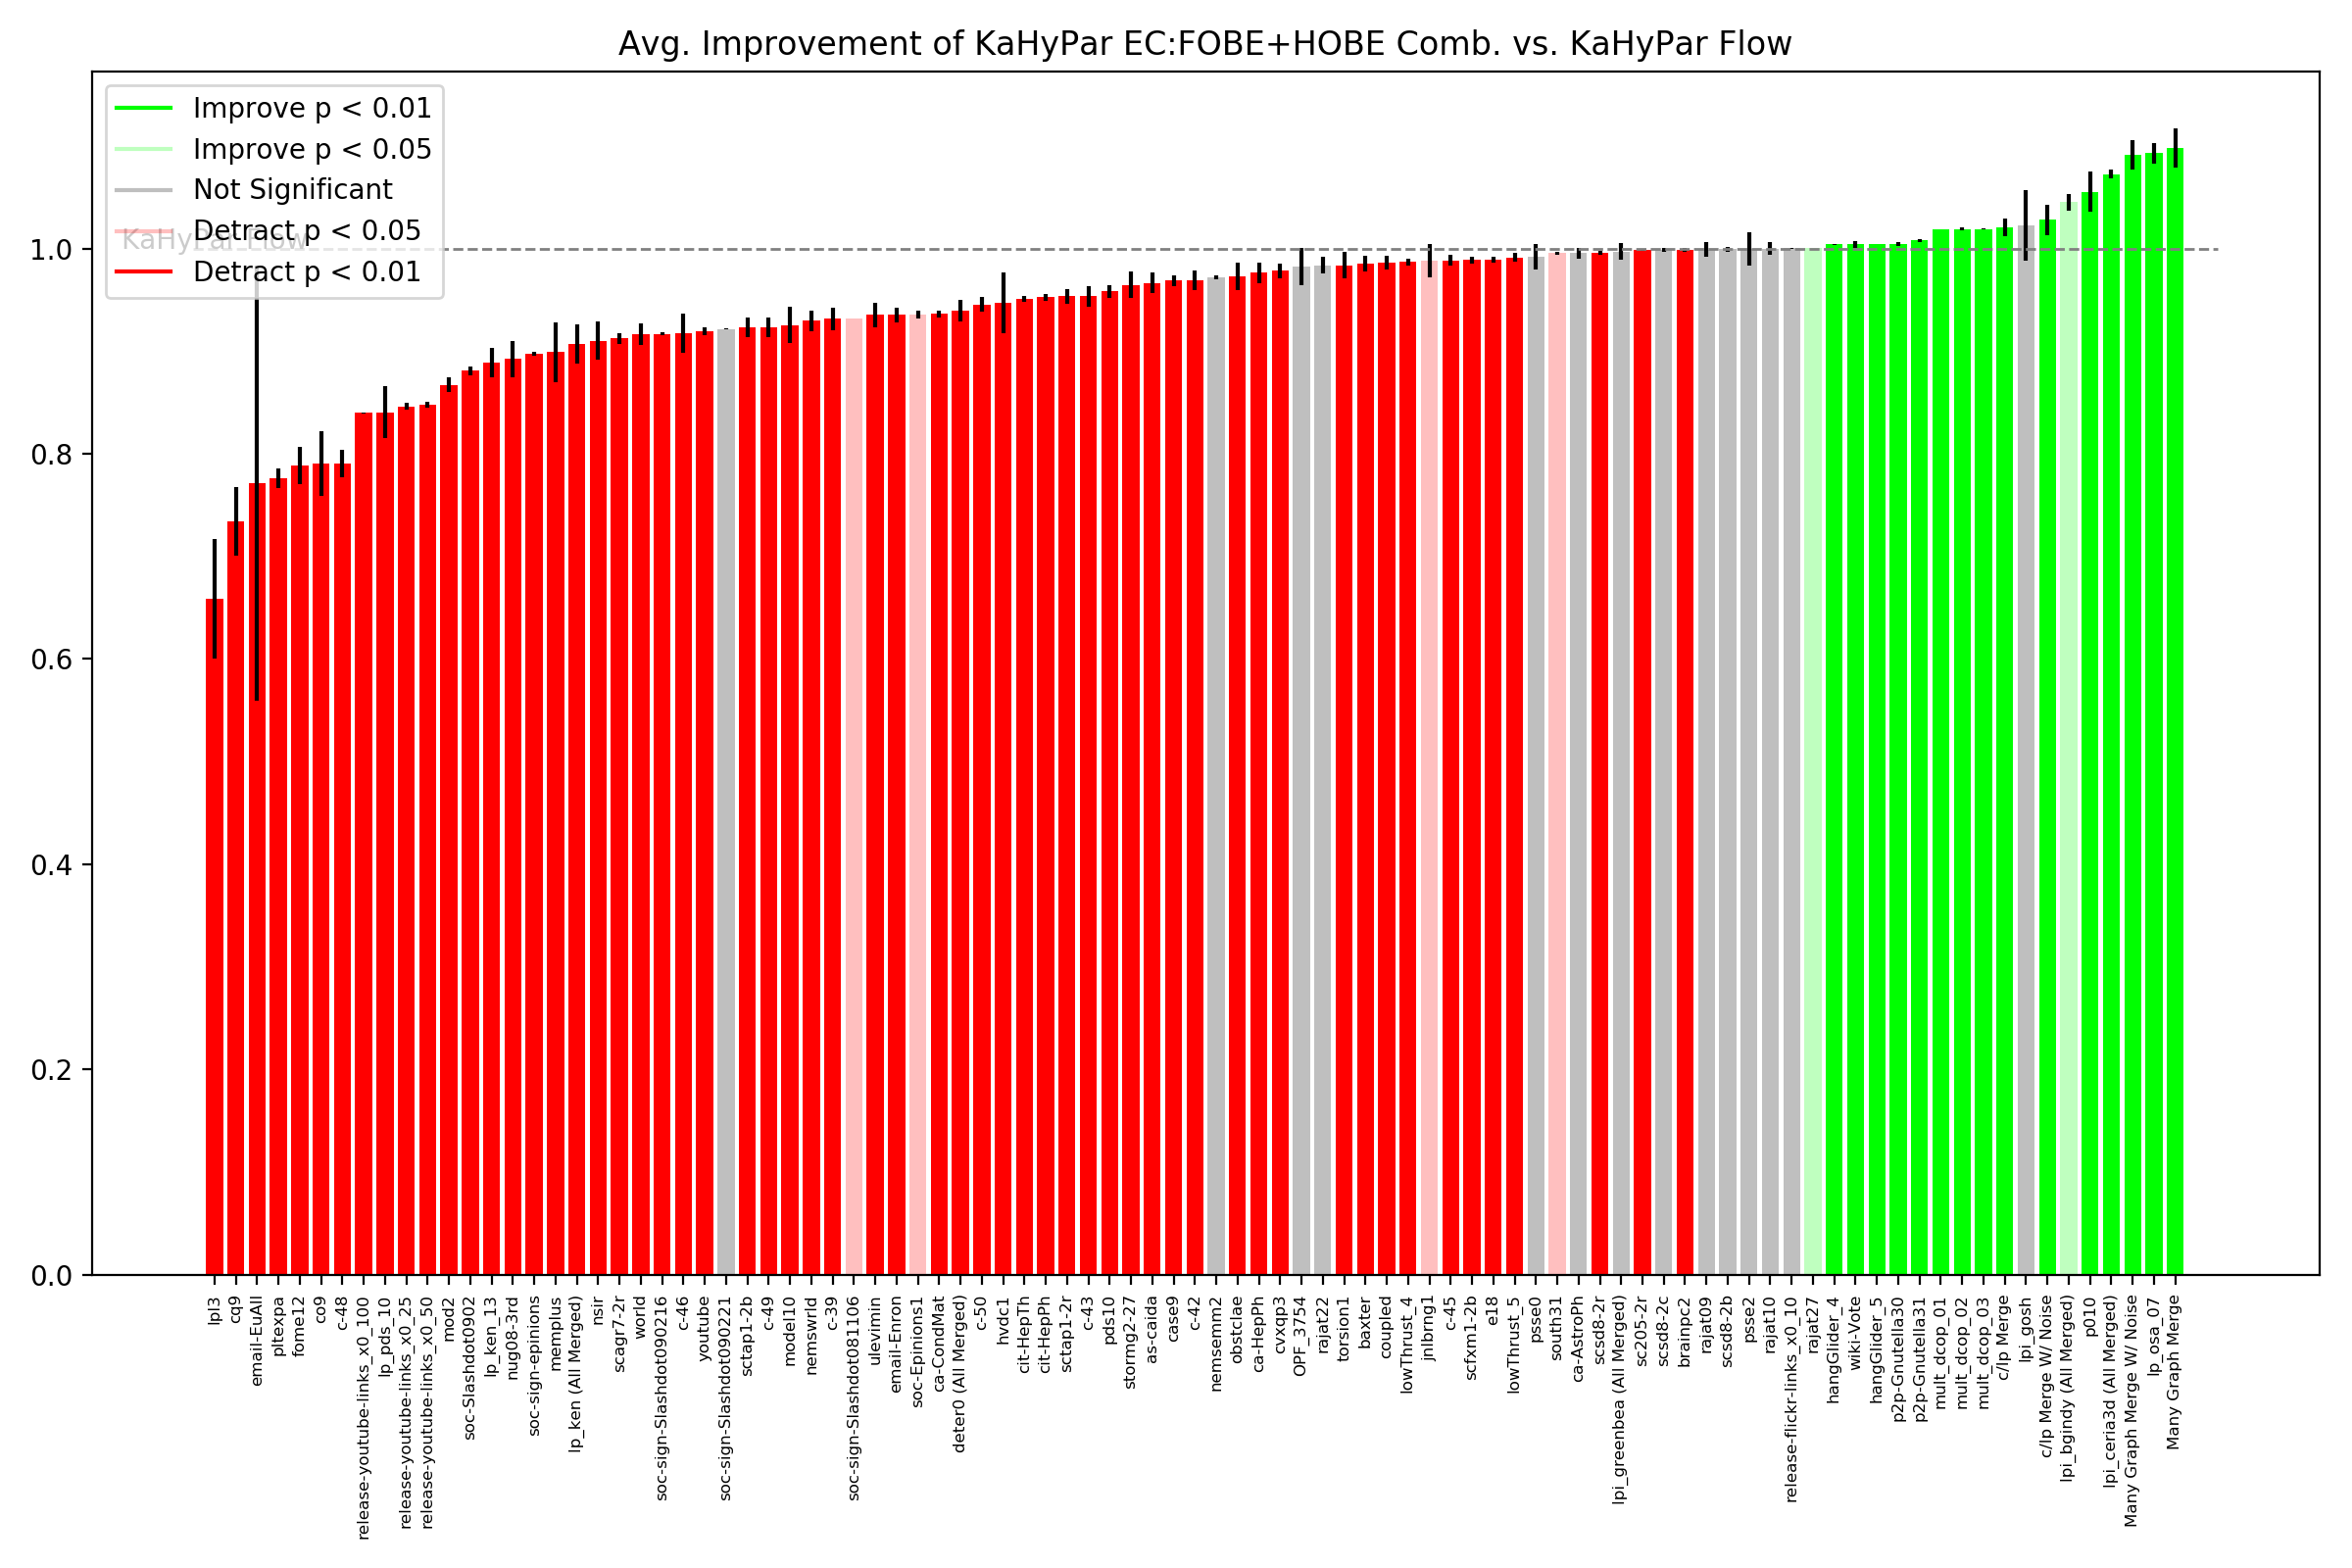 Avg. Improvement of KaHyPar EC:FOBE+HOBE Comb. vs. KaHyPar Flow
Improve p < 0.01
Improve p < 0.05
Not Significant
Detract p < 0.05
KaHyPar Flow
Detract p < 0.01
1.0
0.8
0.6
0.4
0.2
0.0
lpl3
cq9
email-EuAll
pltexpa
fome12
co9
c-48
release-youtube-links_x0_100
lp_pds_10
release-youtube-links_x0_25
release-youtube-links_x0_50
mod2
soc-Slashdot0902
lp_ken_13
nug08-3rd
soc-sign-epinions
memplus
lp_ken (All Merged)
nsir
scagr7-2r
world
soc-sign-Slashdot090216
c-46
youtube
soc-sign-Slashdot090221
sctap1-2b
c-49
model10
nemswrld
c-39
soc-sign-Slashdot081106
ulevimin
email-Enron
soc-Epinions1
ca-CondMat
deter0 (All Merged)
c-50
hvdc1
cit-HepTh
cit-HepPh
sctap1-2r
c-43
pds10
stormg2-27
as-caida
case9
c-42
nemsemm2
obstclae
ca-HepPh
cvxqp3
OPF_3754
rajat22
torsion1
baxter
coupled
lowThrust_4
jnlbrng1
c-45
scfxm1-2b
e18
lowThrust_5
psse0
south31
ca-AstroPh
scsd8-2r
lpi_greenbea (All Merged)
sc205-2r
scsd8-2c
brainpc2
rajat09
scsd8-2b
psse2
rajat10
release-flickr-links_x0_10
rajat27
hangGlider_4
wiki-Vote
hangGlider_5
p2p-Gnutella30
p2p-Gnutella31
mult_dcop_01
mult_dcop_02
mult_dcop_03
c/lp Merge
lpi_gosh
c/lp Merge W/ Noise
lpi_bgindy (All Merged)
p010
lpi_ceria3d (All Merged)
Many Graph Merge W/ Noise
lp_osa_07
Many Graph Merge